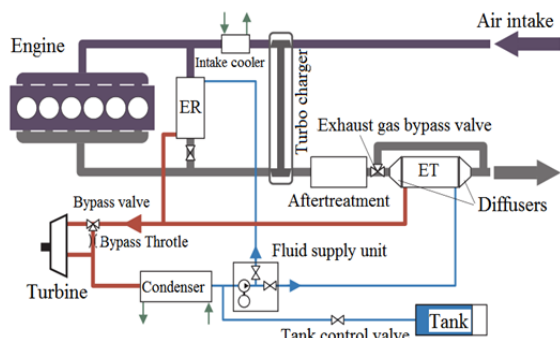 Engine
Air intake
Intake cooler
ER
Turbo charger
Exhaust gas bypass valve
ET
Aftertreatment
Diffusers
Bypass valve
Bypass Throtle
Turbine
Fluid supply unit
Condenser
Tank
Tank control valve